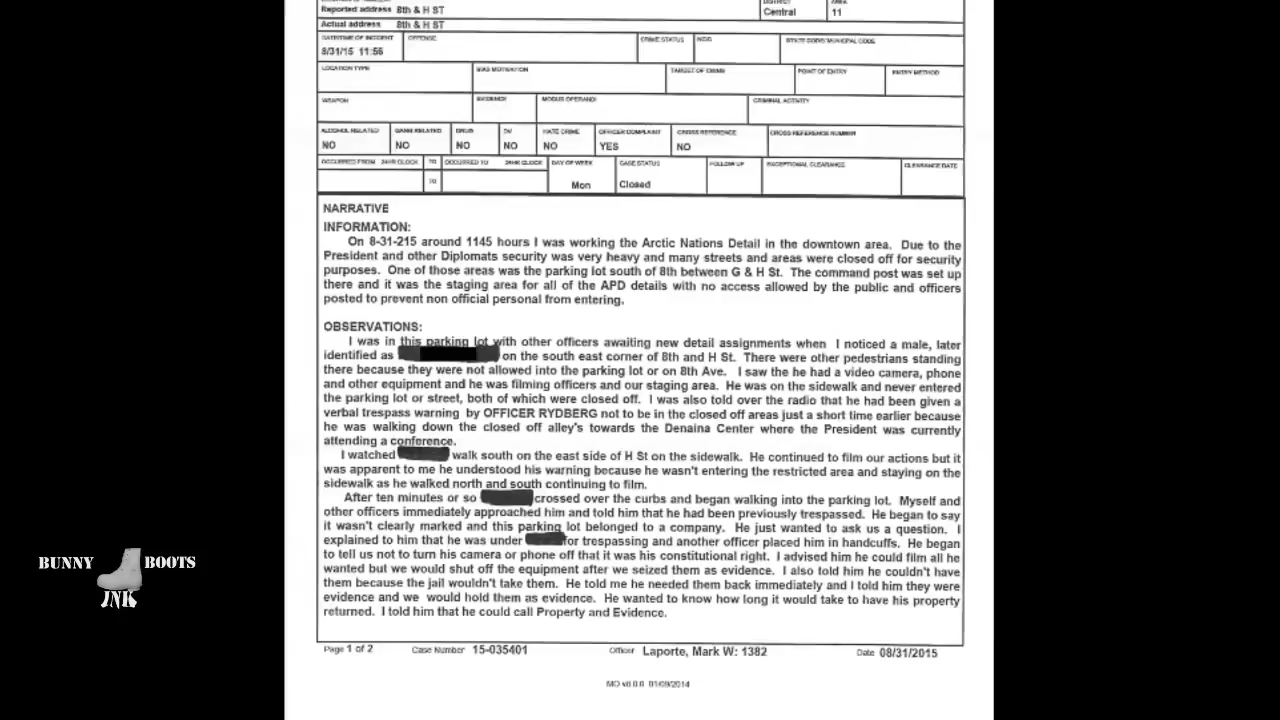 Reported address 8th & H ST
DISTRICT
Central
AREA
11
Actual address 8th & H ST
DATE/TIME OF INCIDENT
8/31/15 11:56
OFFENSE
CRIME STATUS
STATE CODE/MUNICIPAL CODE
LOCATION TYPE
BIAS MOTIVATION
TARGET OF CRIME
POINT OF ENTRY
ENTRY METHOD
WEAPON
EVIDENCE
MODUS OPERANDI
CRIMINAL ACTIVITY
ALCOHOL RELATED
NO
GANG RELATED
NO
DRUG
NO
DV
NO
HATE CRIME
NO
OFFICER COMPLAINT
YES
CROSS REFERENCE
NO
CROSS REFERENCE NUMBER
OCCURRED FROM 24HR CLOCK
TO
OCCURRED TO 24HR CLOCK
TO
DAY OF WEEK
Mon
CASE STATUS
Closed
FOLLOW UP
EXCEPTIONAL CLEARANCE
CLEARANCE DATE
NARRATIVE
INFORMATION:
On 8-31-215 around 1145 hours I was working the Arctic Nations Detail in the downtown area. Due to the
President and other Diplomats security was very heavy and many streets and areas were closed off for security
purposes. One of those areas was the parking lot south of 8th between G & H St. The command post was set up
there and it was the staging area for all of the APD details with no access allowed by the public and officers
posted to prevent non official personal from entering.
OBSERVATIONS:
I was in this parking lot with other officers awaiting new detail assignments when I noticed a male, later
identified as on the south east corner of 8th and H St. There were other pedestrians standing
there because they were not allowed into the parking lot or on 8th Ave. I saw the he had a video camera, phone
and other equipment and he was filming officers and our staging area. He was on the sidewalk and never entered
the parking lot or street, both of which were closed off. I was also told over the radio that he had been given a
verbal trespass warning by OFFICER RYDBERG not to be in the closed off areas just a short time earlier because
he was walking down the closed off alley's towards the Denaina Center where the President was currently
attending a conference.
I watched walk south on the east side of H St on the sidewalk. He continued to film our actions but it
was apparent to me he understood his warning because he wasn't entering the restricted area and staying on the
sidewalk as he walked north and south continuing to film.
After ten minutes or so crossed over the curbs and began walking into the parking lot. Myself and
other officers immediately approached him and told him that he had been previously trespassed. He began to say
it wasn't clearly marked and this parking lot belonged to a company. He just wanted to ask us a question. I
explained to him that he was under for trespassing and another officer placed him in handcuffs. He began
to tell us not to turn his camera or phone off that it was his constitutional right. I advised him he could film all he
wanted but we would shut off the equipment after we seized them as evidence. I also told him he couldn't have
them because the jail wouldn't take them. He told me he needed them back immediately and I told him they were
evidence and we would hold them as evidence. He wanted to know how long it would take to have his property
returned. I told him that he could call Property and Evidence.
Page 1 of 2 Case Number 15-035401 Officer Laporte, Mark W: 1382 Date 08/31/2015
MO v8.0.0 01/09/2014
BUNNY BOOTS
INK